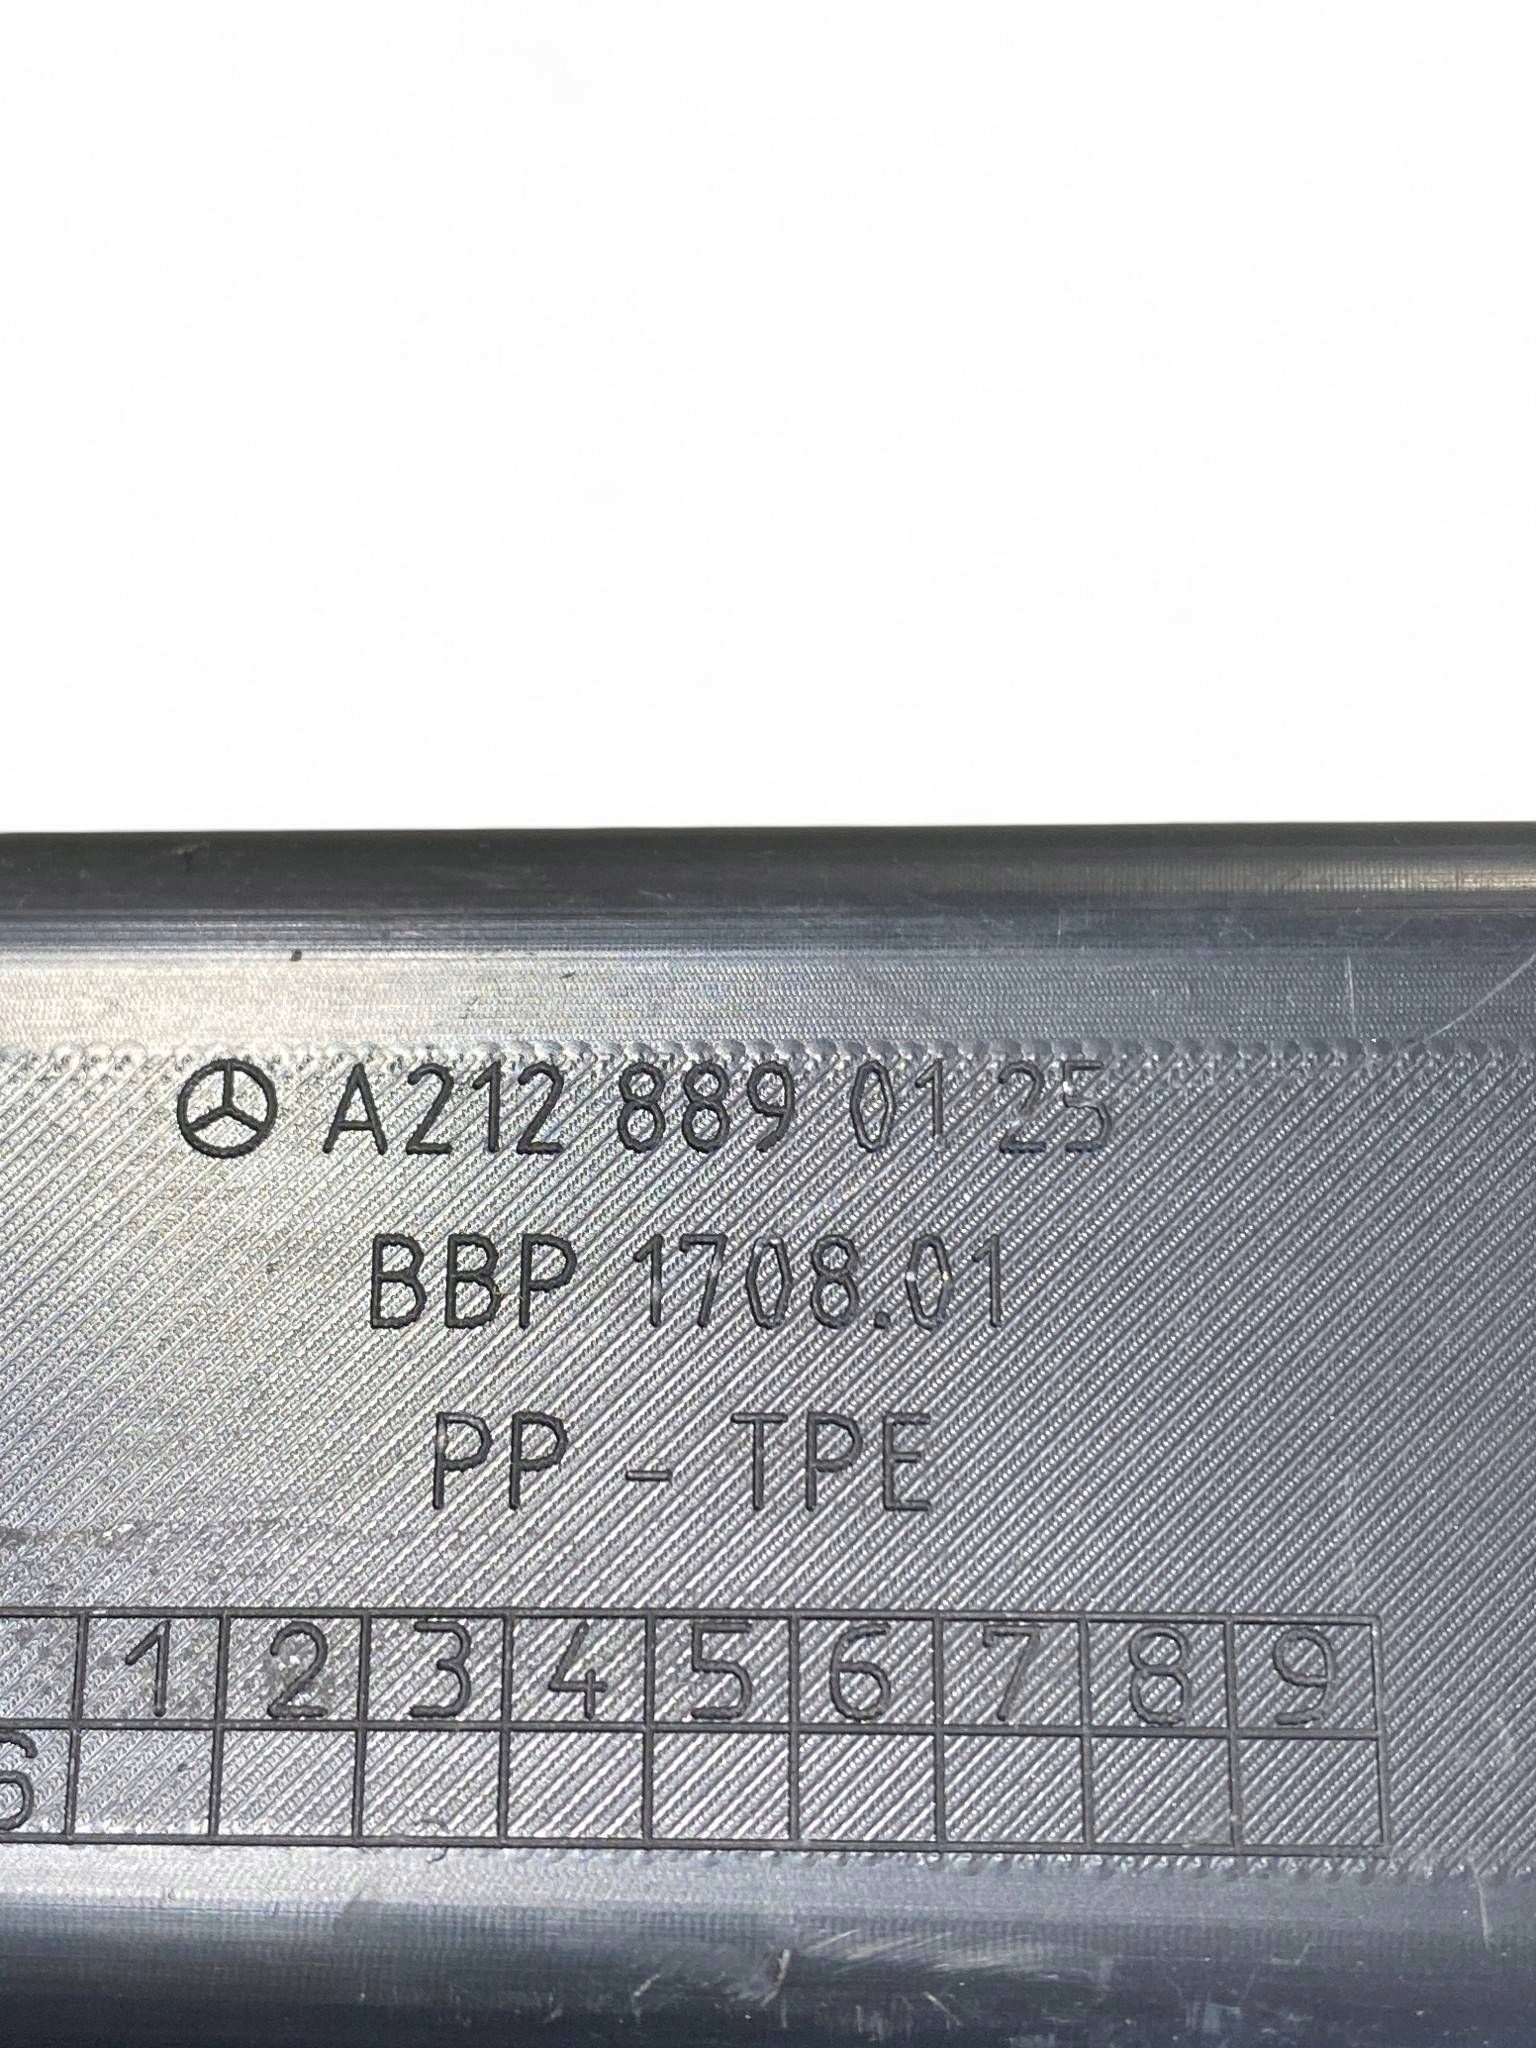 A212 889 01 25
BBP 1708.01
PP - TPE
1 2 3 4 5 6 7 8 9